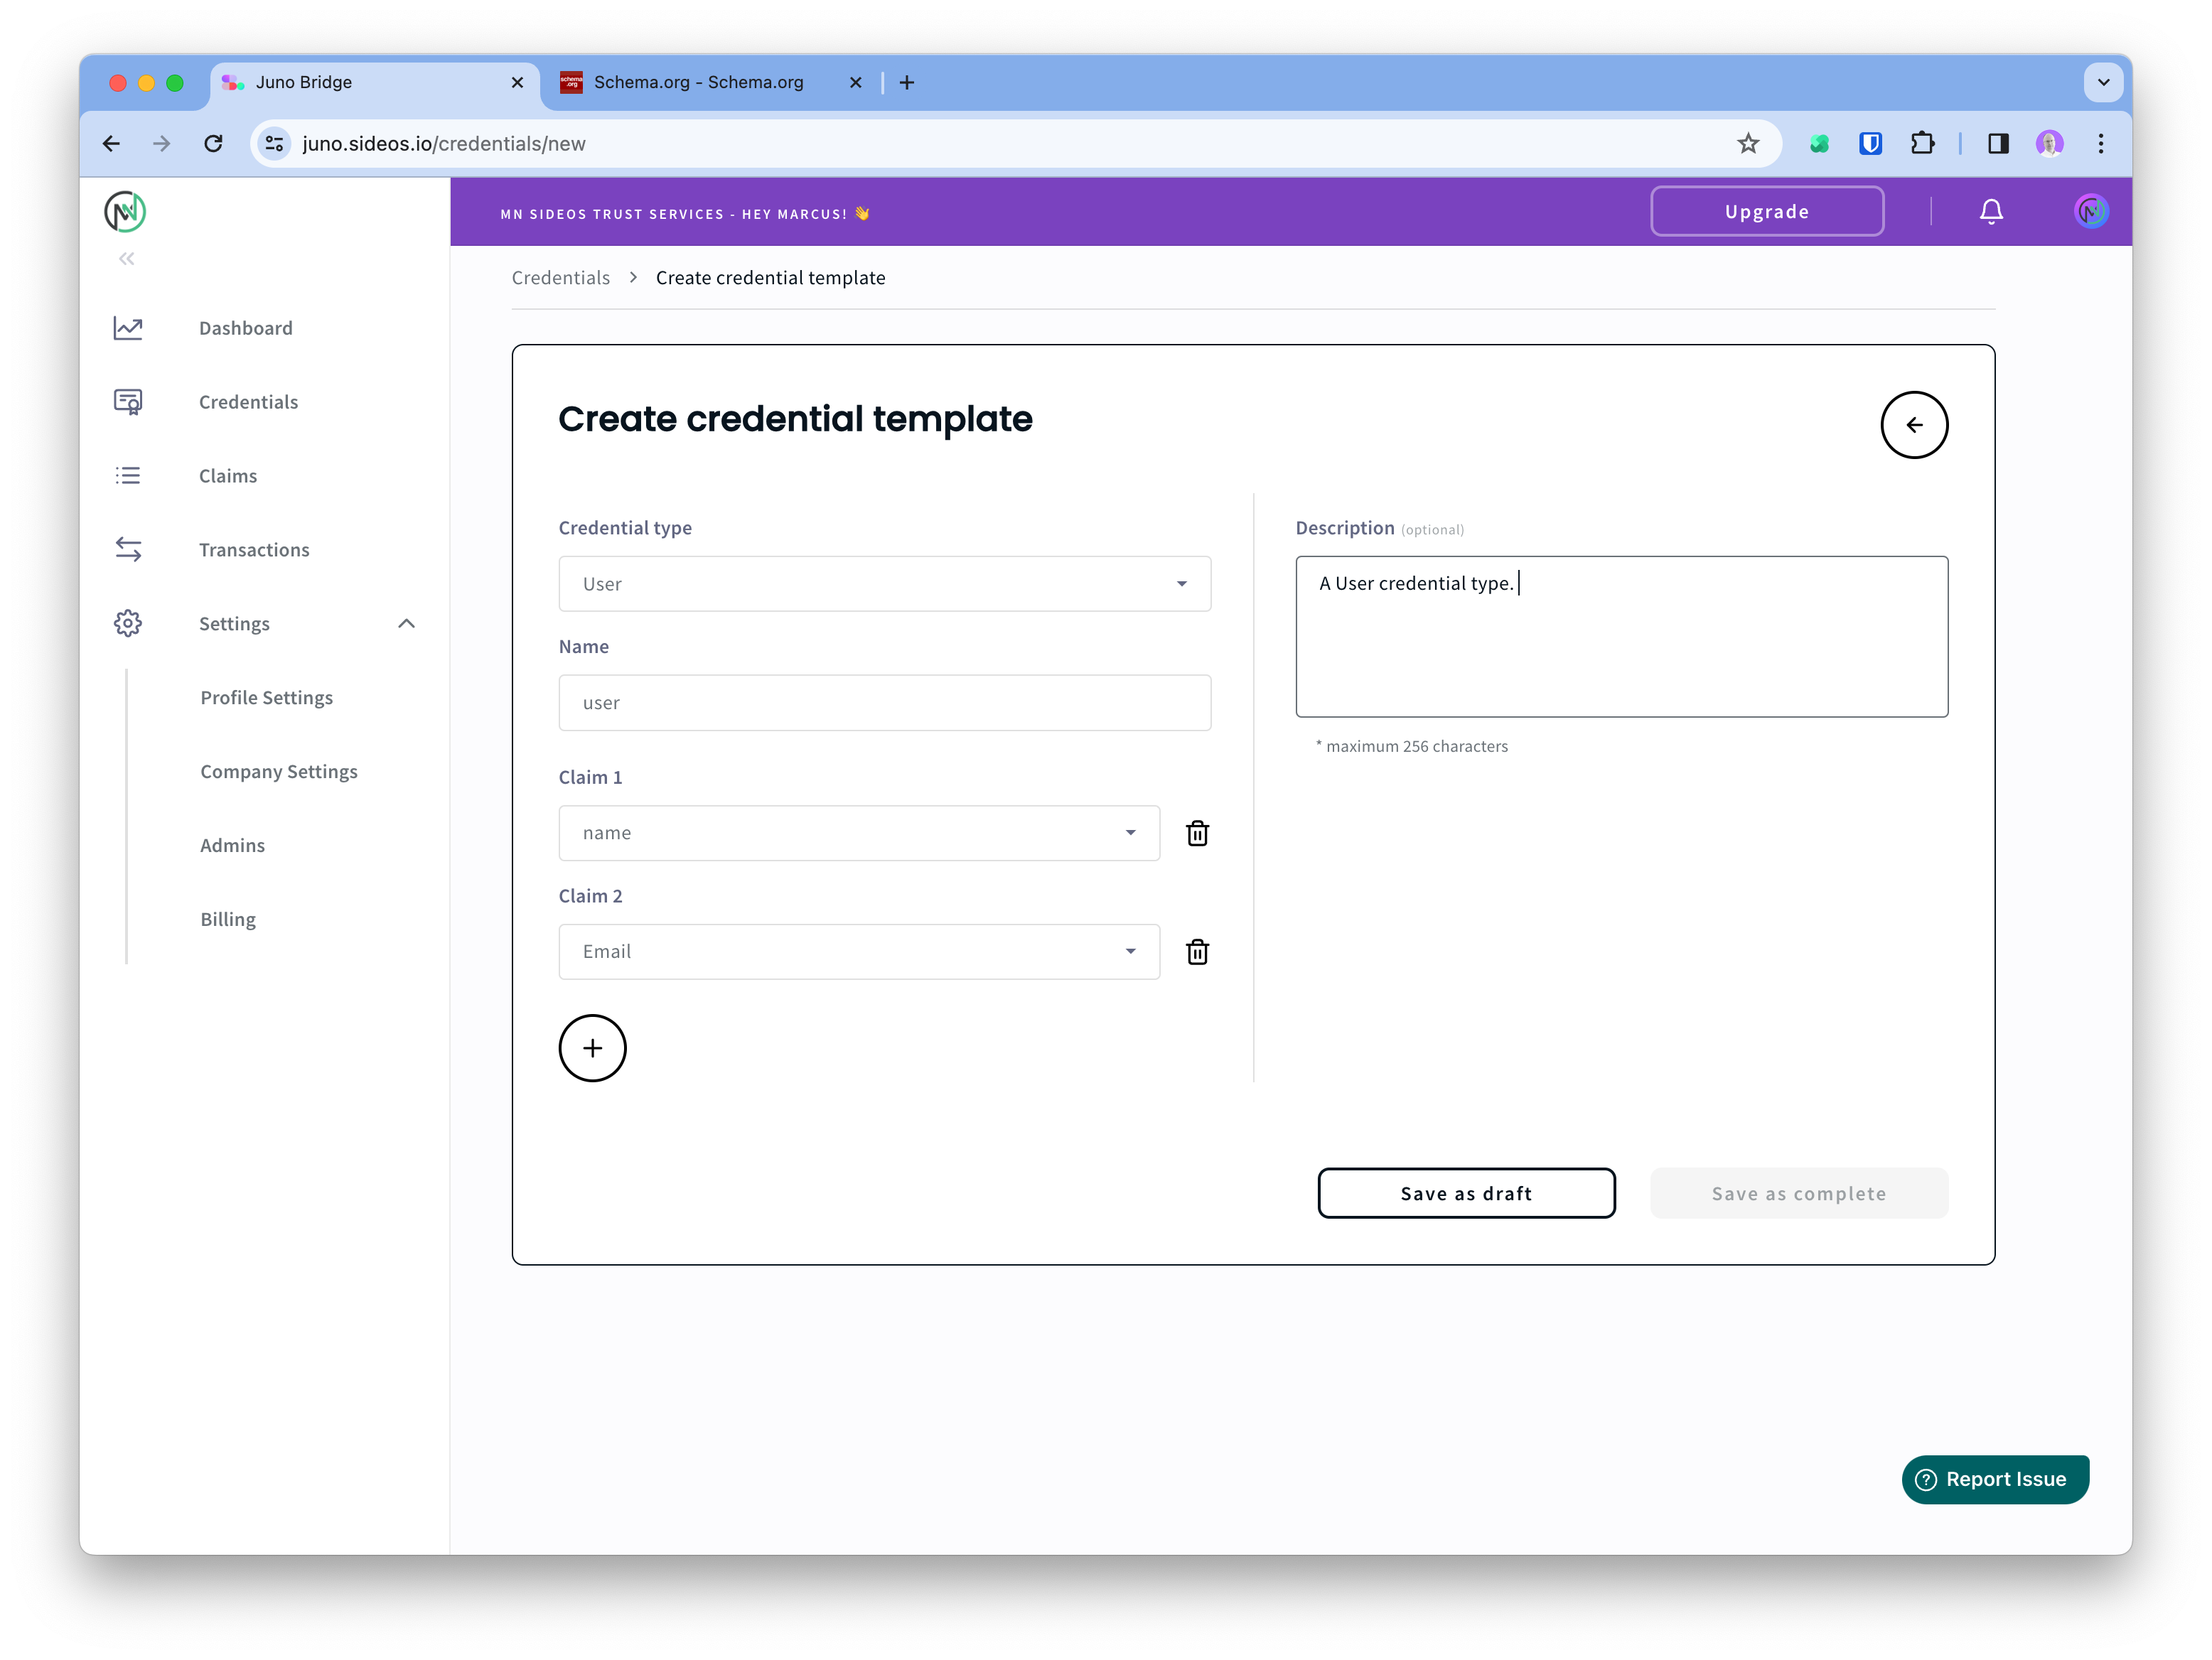 Juno Bridge
Schema.org - Schema.org
juno.sideos.io/credentials/new
MN SIDEOS TRUST SERVICES - HEY MARCUS! 👋
Upgrade
Dashboard
Credentials
Claims
Transactions
Settings
Profile Settings
Company Settings
Admins
Billing
Credentials > Create credential template
Create credential template
Credential type
User
Name
user
Claim 1
name
Claim 2
Email
Description (optional)
A User credential type.
* maximum 256 characters
Save as draft
Save as complete
Report Issue